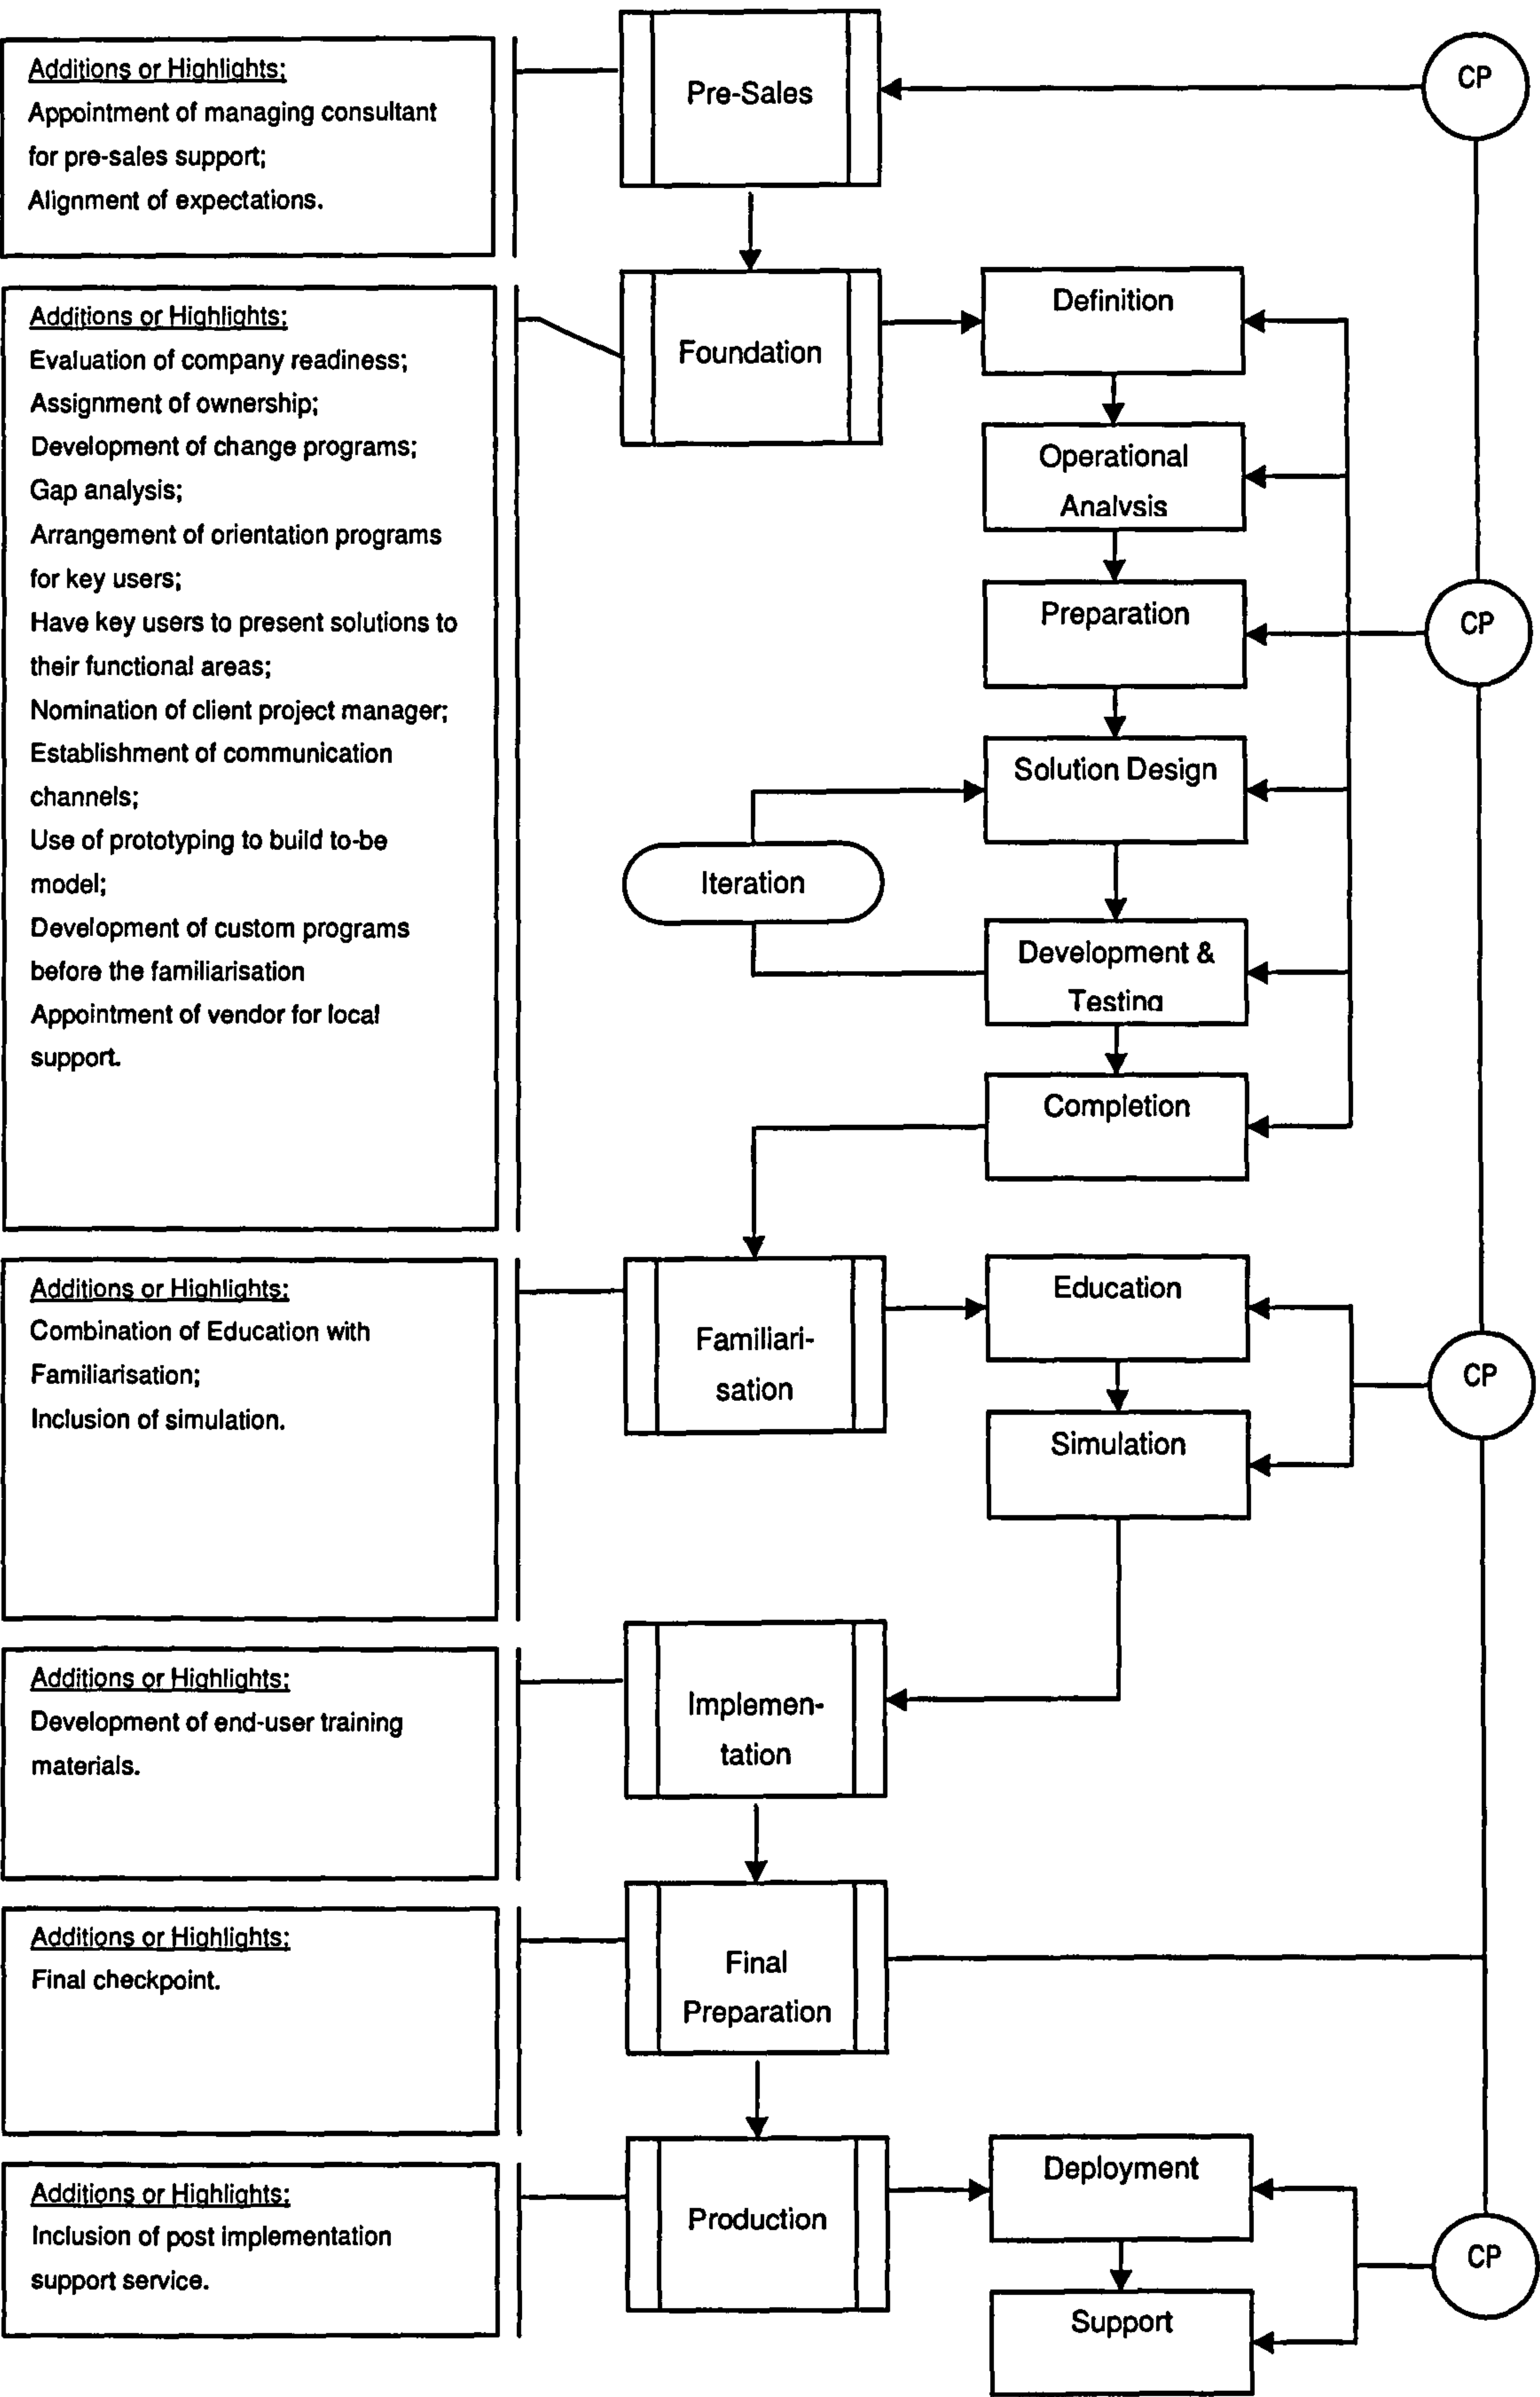 Additions or Highlights:
Appointment of managing consultant
for pre-sales support;
Alignment of expectations.
Pre-Sales
CP
Additions or Highlights:
Evaluation of company readiness;
Assignment of ownership;
Development of change programs;
Gap analysis;
Arrangement of orientation programs
for key users;
Have key users to present solutions to
their functional areas;
Nomination of client project manager;
Establishment of communication
channels;
Use of prototyping to build to-be
model;
Development of custom programs
before the familiarisation
Appointment of vendor for local
support.
Foundation
Definition
Operational
Analysis
Preparation
CP
Solution Design
Iteration
Development &
Testing
Completion
Additions or Highlights:
Combination of Education with
Familiarisation;
Inclusion of simulation.
Familiari-
sation
Education
Simulation
CP
Additions or Highlights:
Development of end-user training
materials.
Implemen-
tation
Additions or Highlights:
Final checkpoint.
Final
Preparation
Additions or Highlights:
Inclusion of post implementation
support service.
Production
Deployment
Support
CP